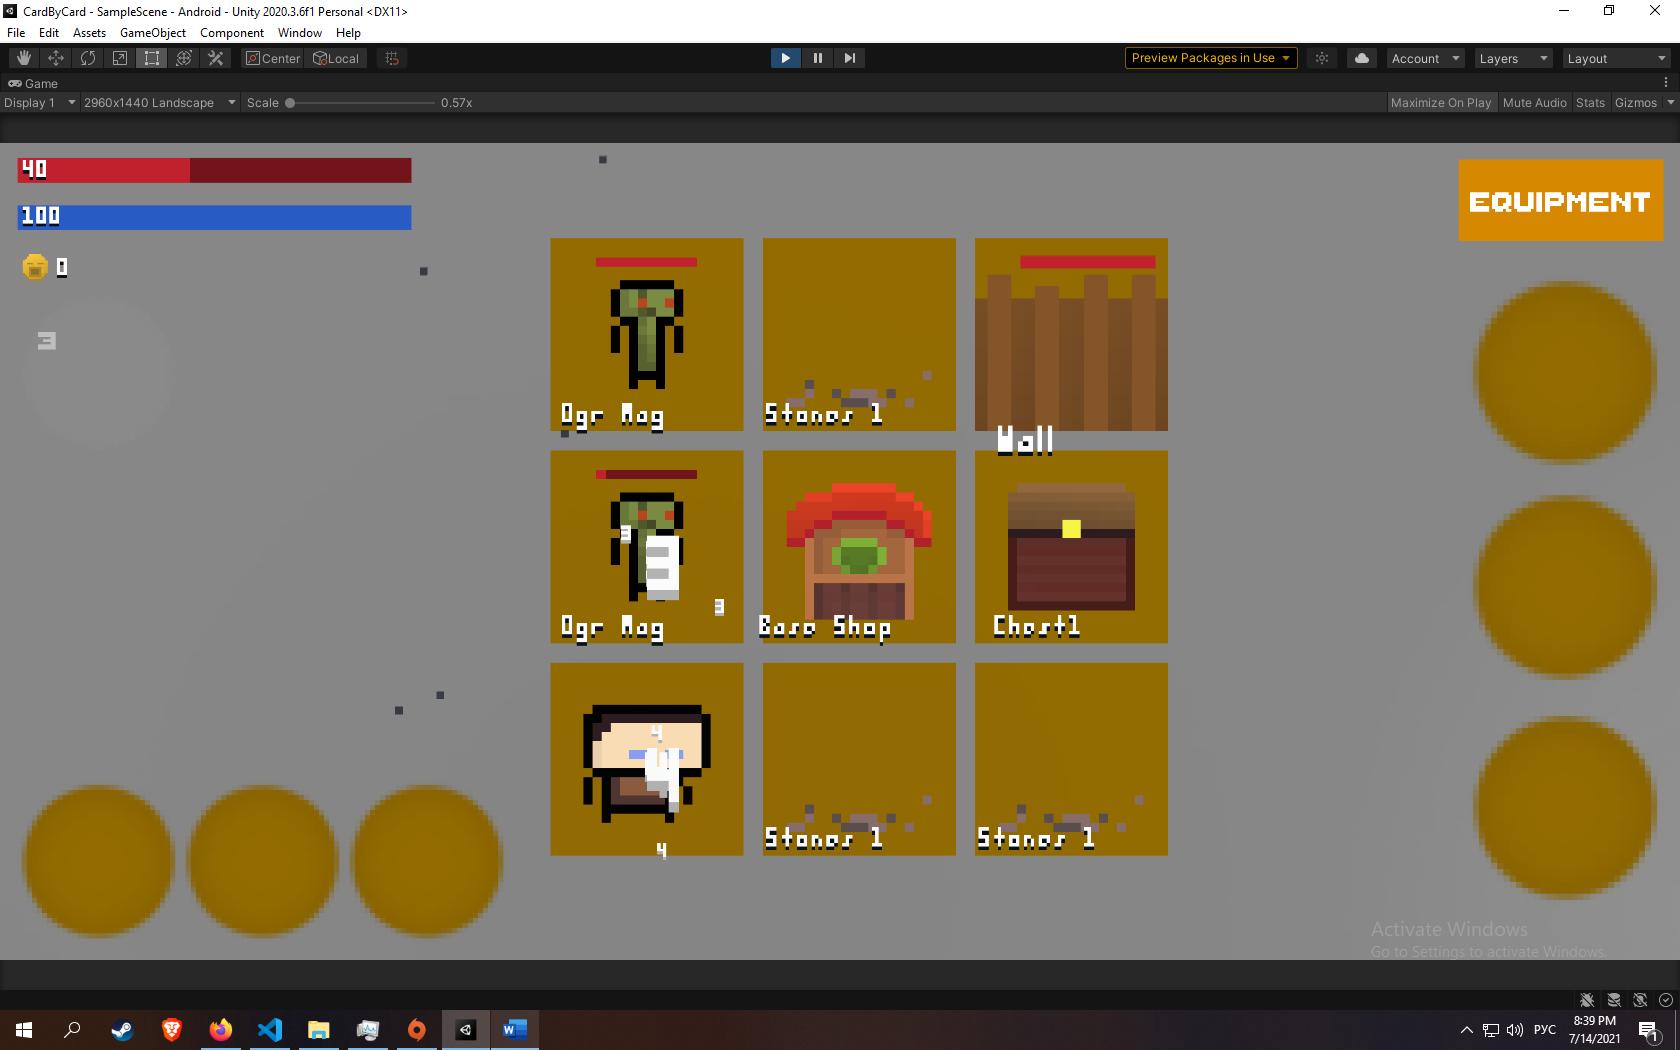 CardByCard - SampleScene - Android - Unity 2020.3.6f1 Personal <DX11>
File Edit Assets GameObject Component Window Help
Center Local Preview Packages in Use Account Layers Layout
Game
Display 1 2960x1440 Landscape Scale 0.57x Maximize On Play Mute Audio Stats Gizmos
40
100
0
3
EQUIPMENT
Ogr Mag
Stones 1
Wall
3
3
3
Ogr Mag
Base Shop
Chest1
4
4
4
Stones 1
Stones 1
Activate Windows
Go to Settings to activate Windows.
РУС
8:39 PM
7/14/2021
1